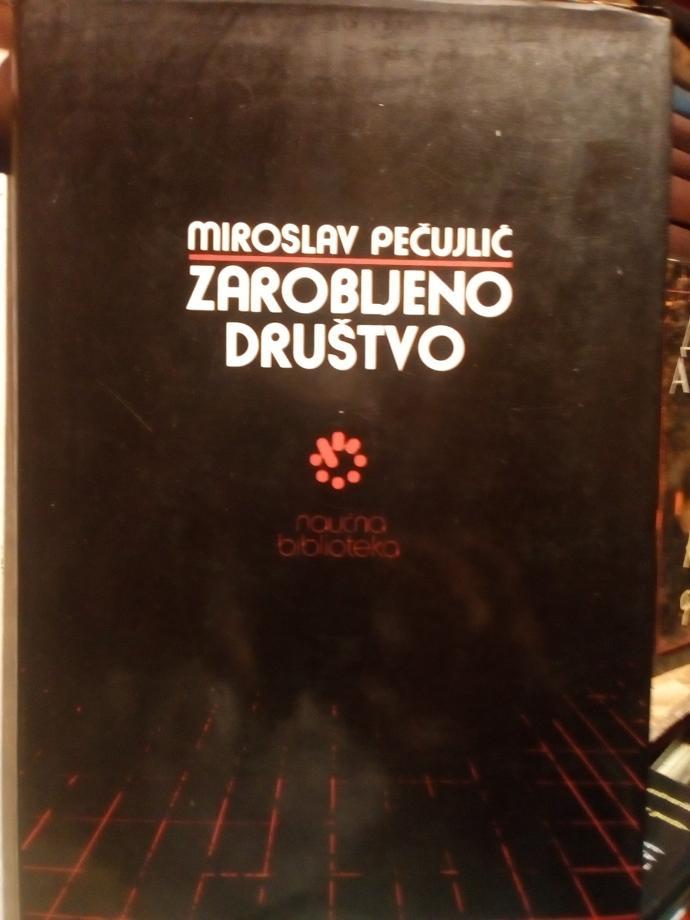 MIROSLAV PEČUJLIĆ
ZAROBLJENO
DRUŠTVO
naučna
biblioteka